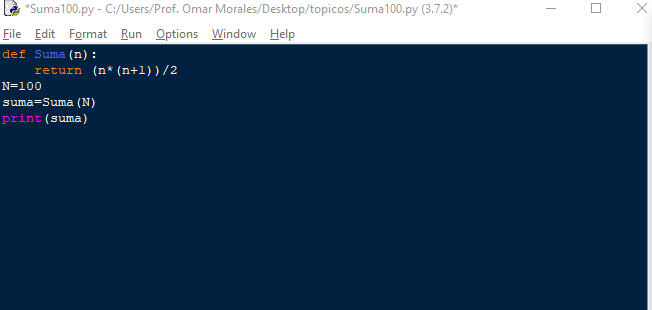 *Suma100.py - C:/Users/Prof. Omar Morales/Desktop/topicos/Suma100.py (3.7.2)*
File Edit Format Run Options Window Help
def Suma(n):
    return (n*(n+1))/2
N=100
suma=Suma(N)
print(suma)